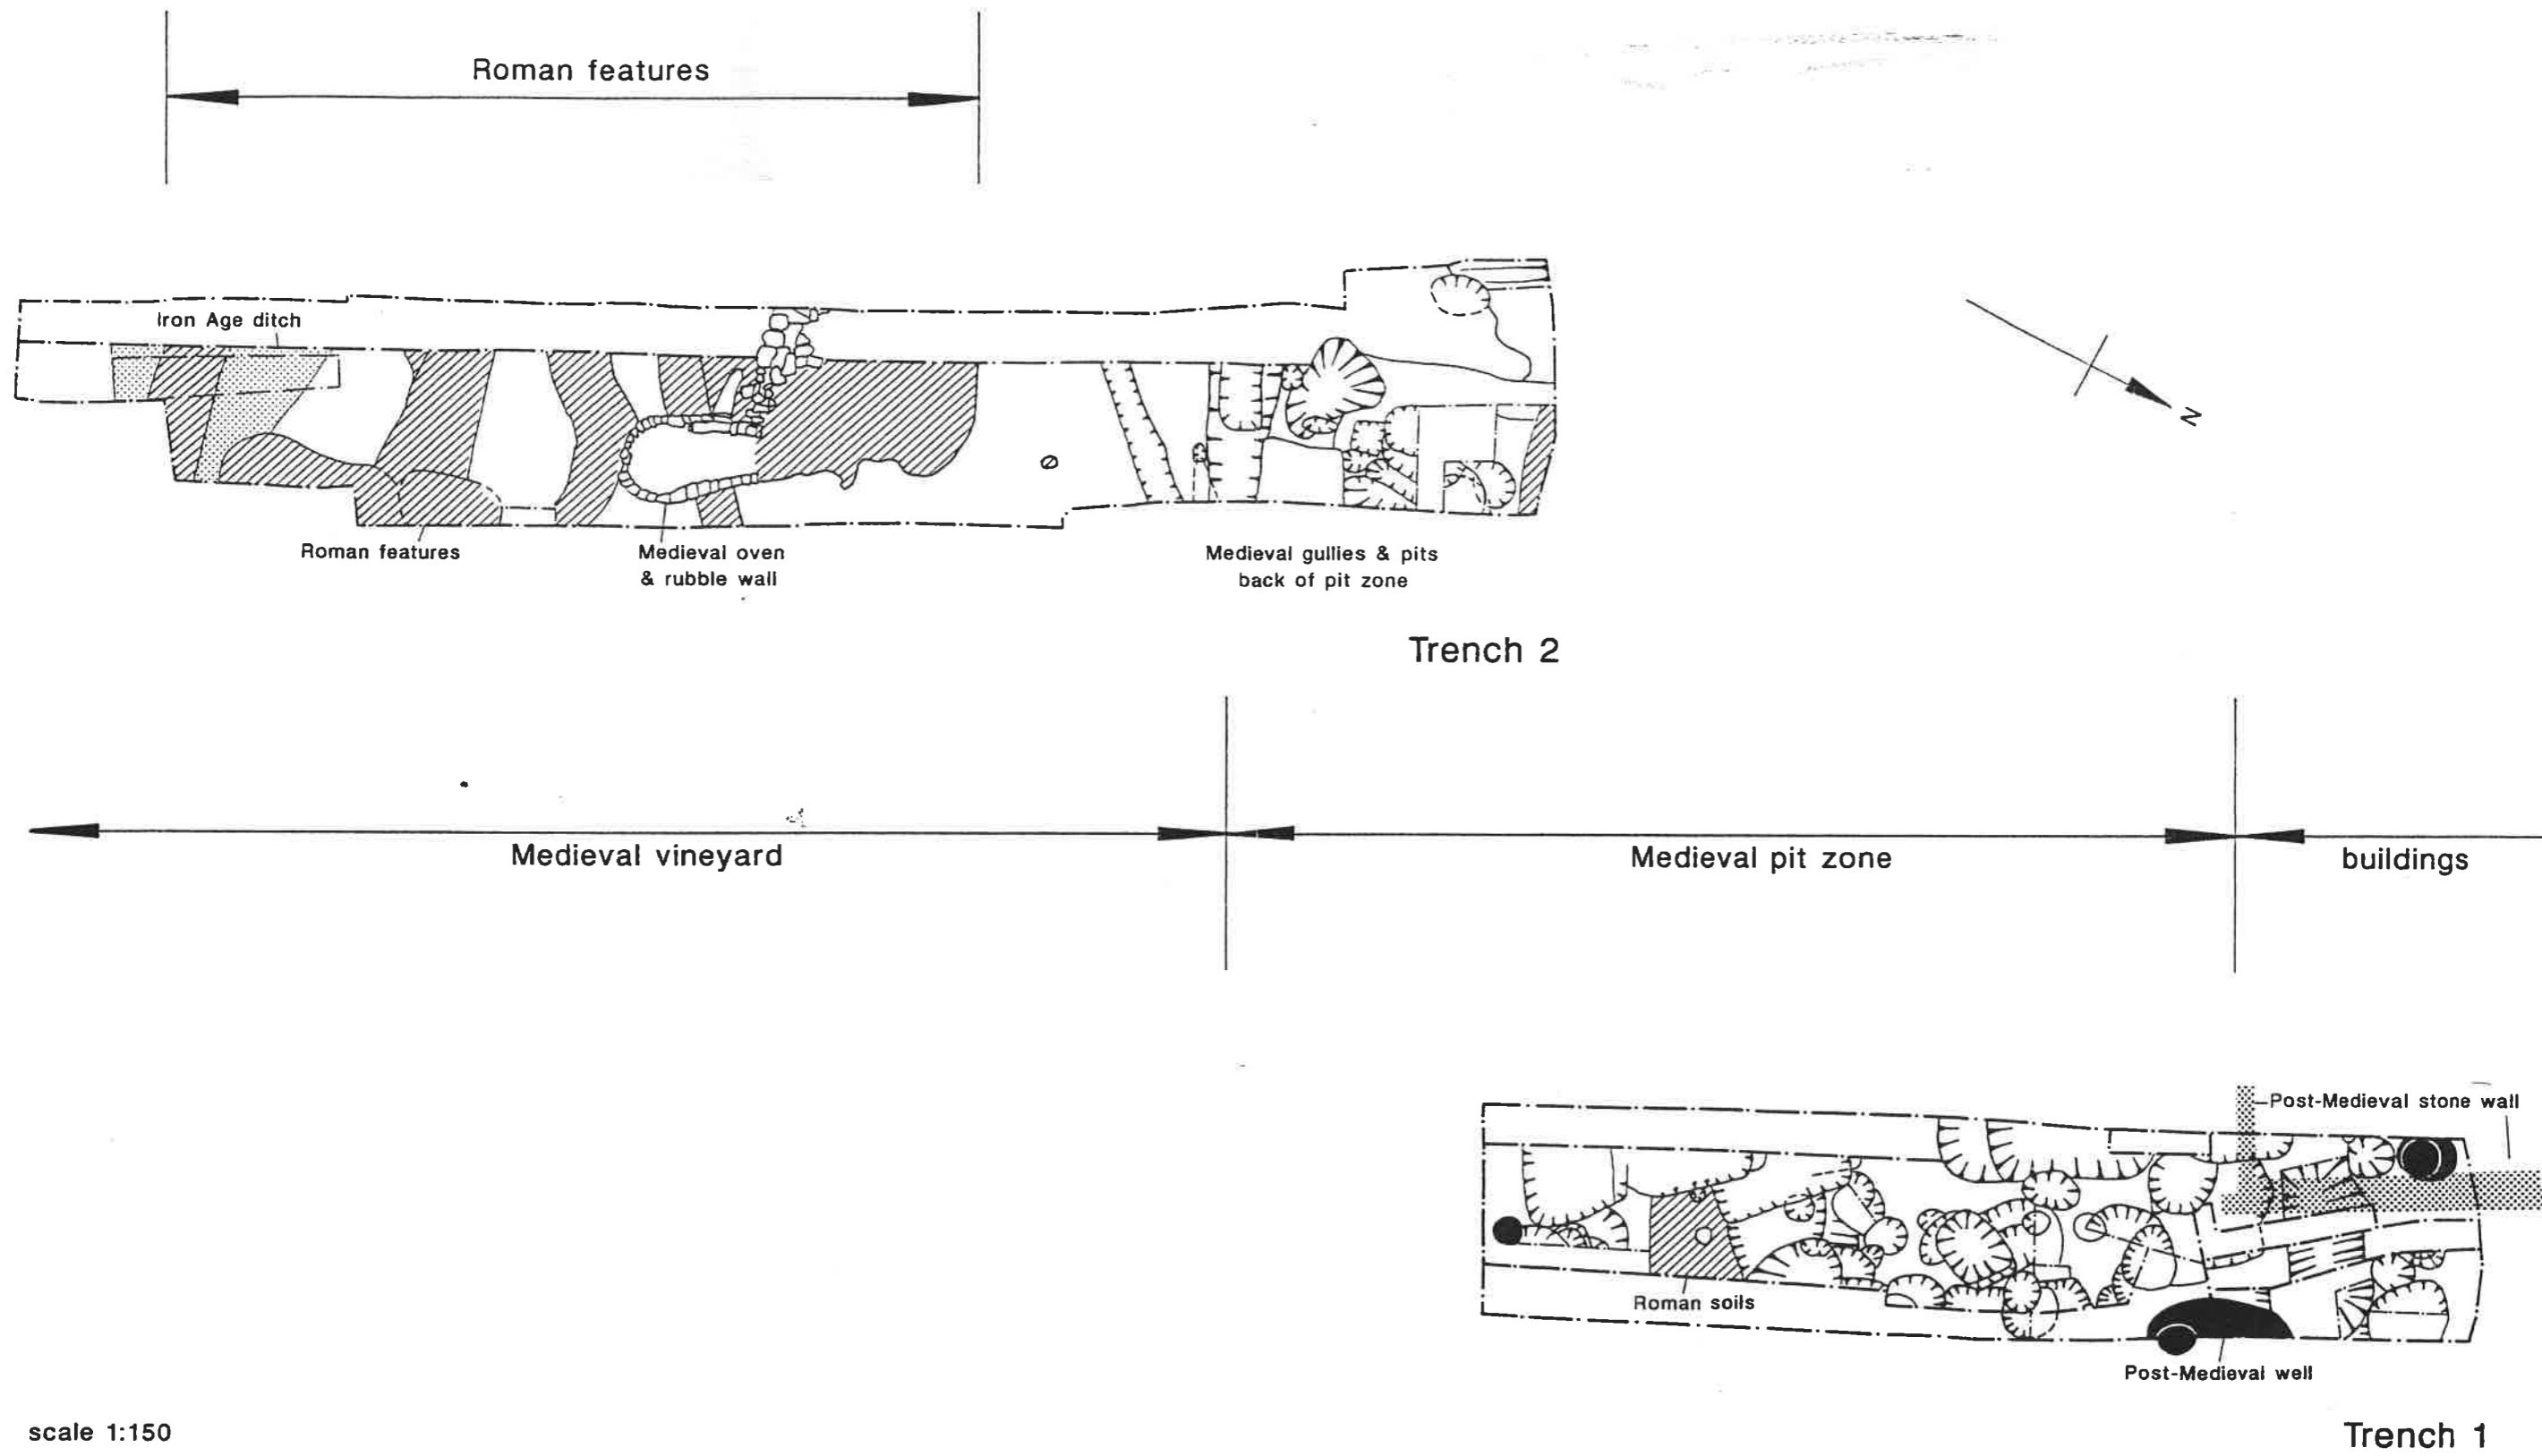 Roman features
Iron Age ditch
N
Roman features
Medieval oven
& rubble wall
Medieval gullies & pits
back of pit zone
Trench 2
Medieval vineyard
Medieval pit zone
buildings
Post-Medieval stone wall
Roman soils
Post-Medieval well
scale 1:150
Trench 1